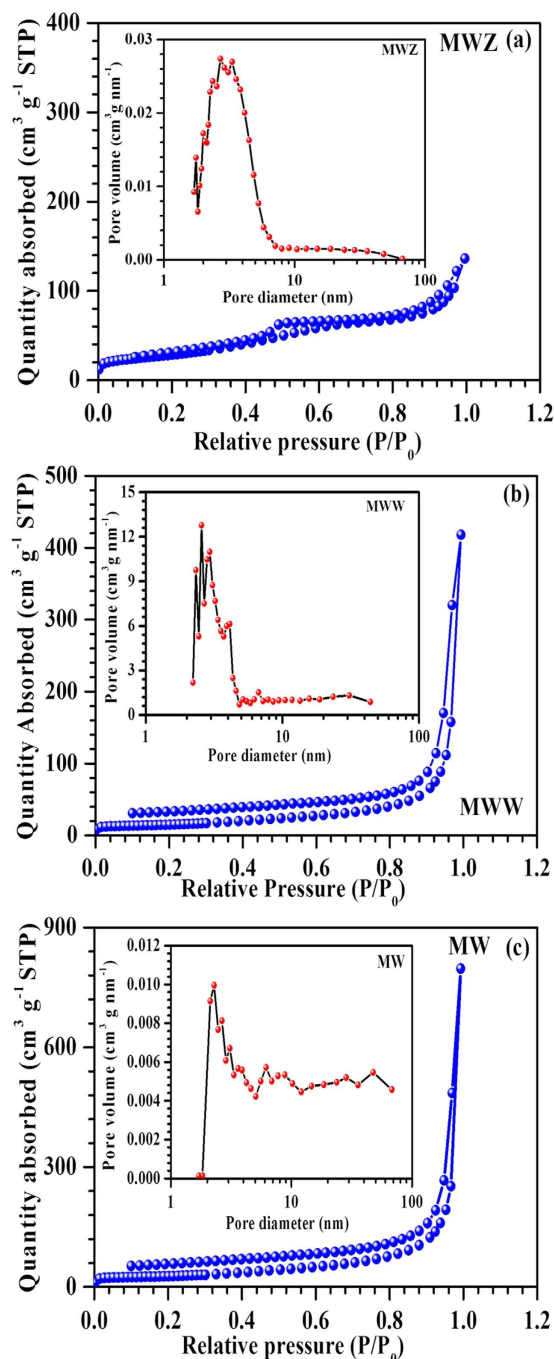 400
320
240
160
80
0
Quantity absorbed (cm³ g⁻¹ STP)
0.0 0.2 0.4 0.6 0.8 1.0 1.2
Relative pressure (P/P₀)
MWZ (a)
0.03
0.02
0.01
0.00
Pore volume (cm³g nm⁻¹)
1 10 100
Pore diameter (nm)
MWZ
500
400
300
200
100
0
Quantity Absorbed (cm³ g⁻¹ STP)
0.0 0.2 0.4 0.6 0.8 1.0 1.2
Relative Pressure (P/P₀)
(b)
MWW
15
12
9
6
3
0
Pore volume (cm³g nm⁻¹)
1 10 100
Pore diameter (nm)
MWW
900
600
300
0
Quantity absorbed (cm³ g⁻¹ STP)
0.0 0.2 0.4 0.6 0.8 1.0 1.2
Relative pressure (P/P₀)
(c)
0.012
0.010
0.008
0.006
0.004
0.002
0.000
Pore volume (cm³ g nm⁻¹)
1 10 100
Pore diameter (nm)
MW